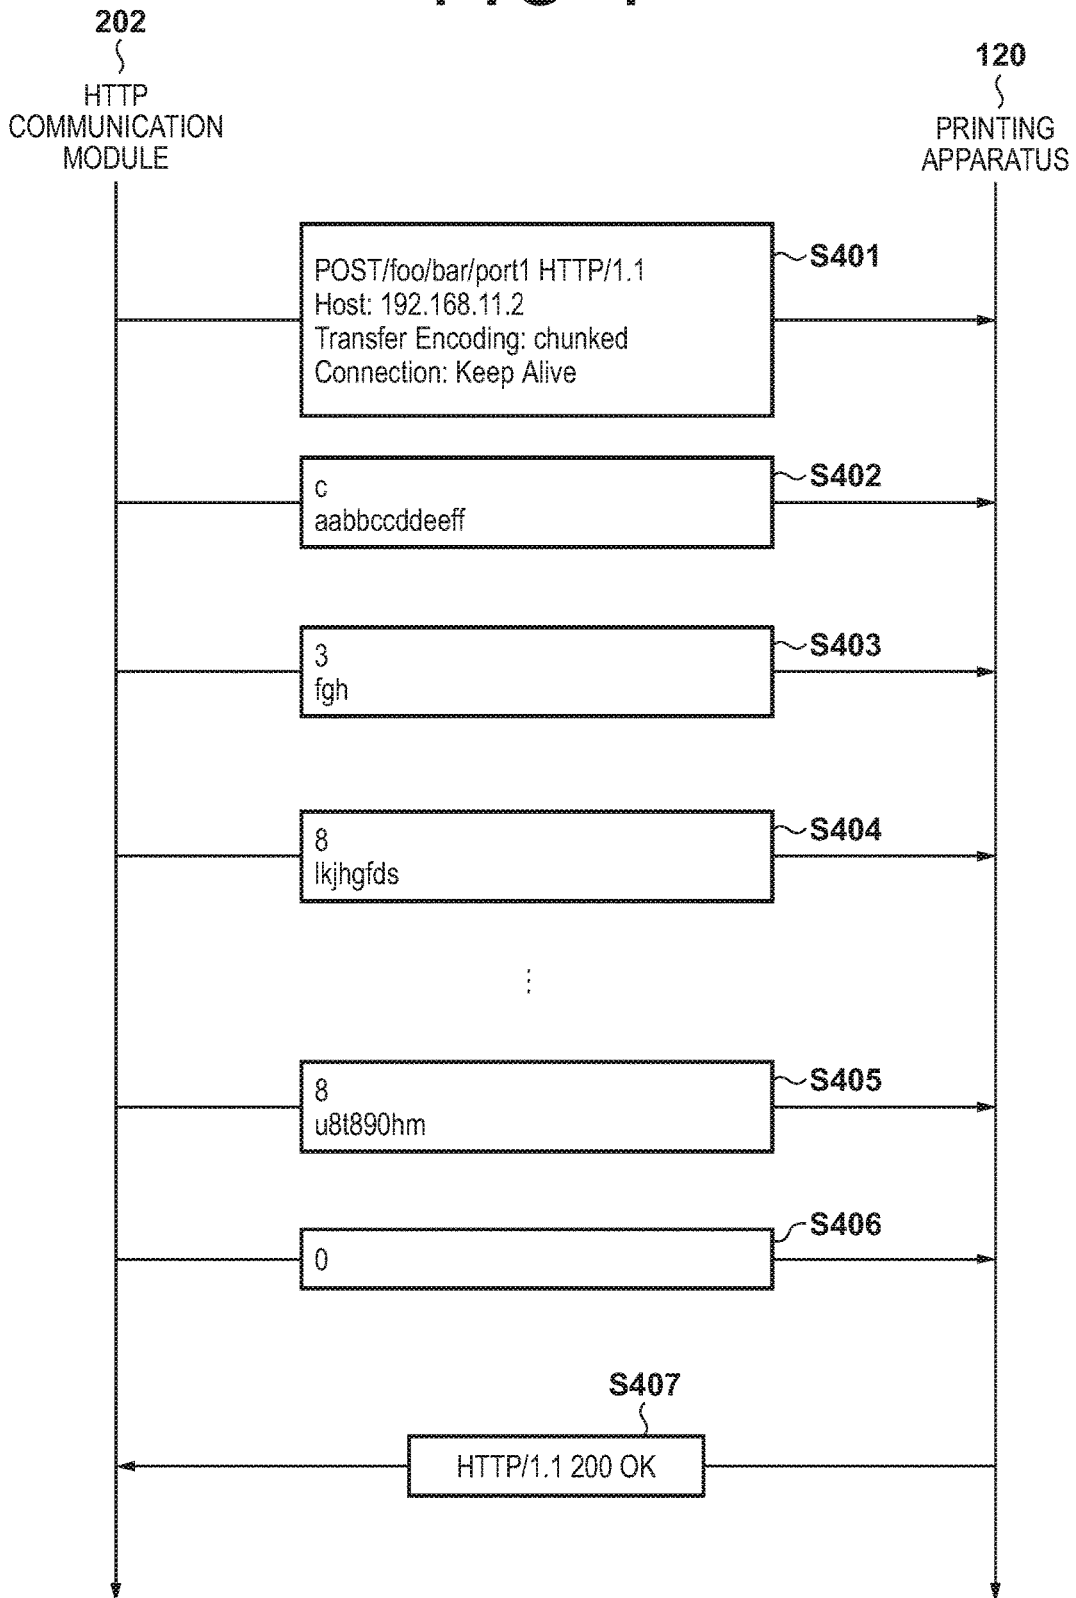 202
120
HTTP
COMMUNICATION
MODULE
PRINTING
APPARATUS
S401
POST/foo/bar/port1 HTTP/1.1
Host: 192.168.11.2
Transfer Encoding: chunked
Connection: Keep Alive
S402
c
aabbccddeeff
S403
3
fgh
S404
8
lkjhgfds
⋮
S405
8
u8t890hm
S406
0
S407
HTTP/1.1 200 OK